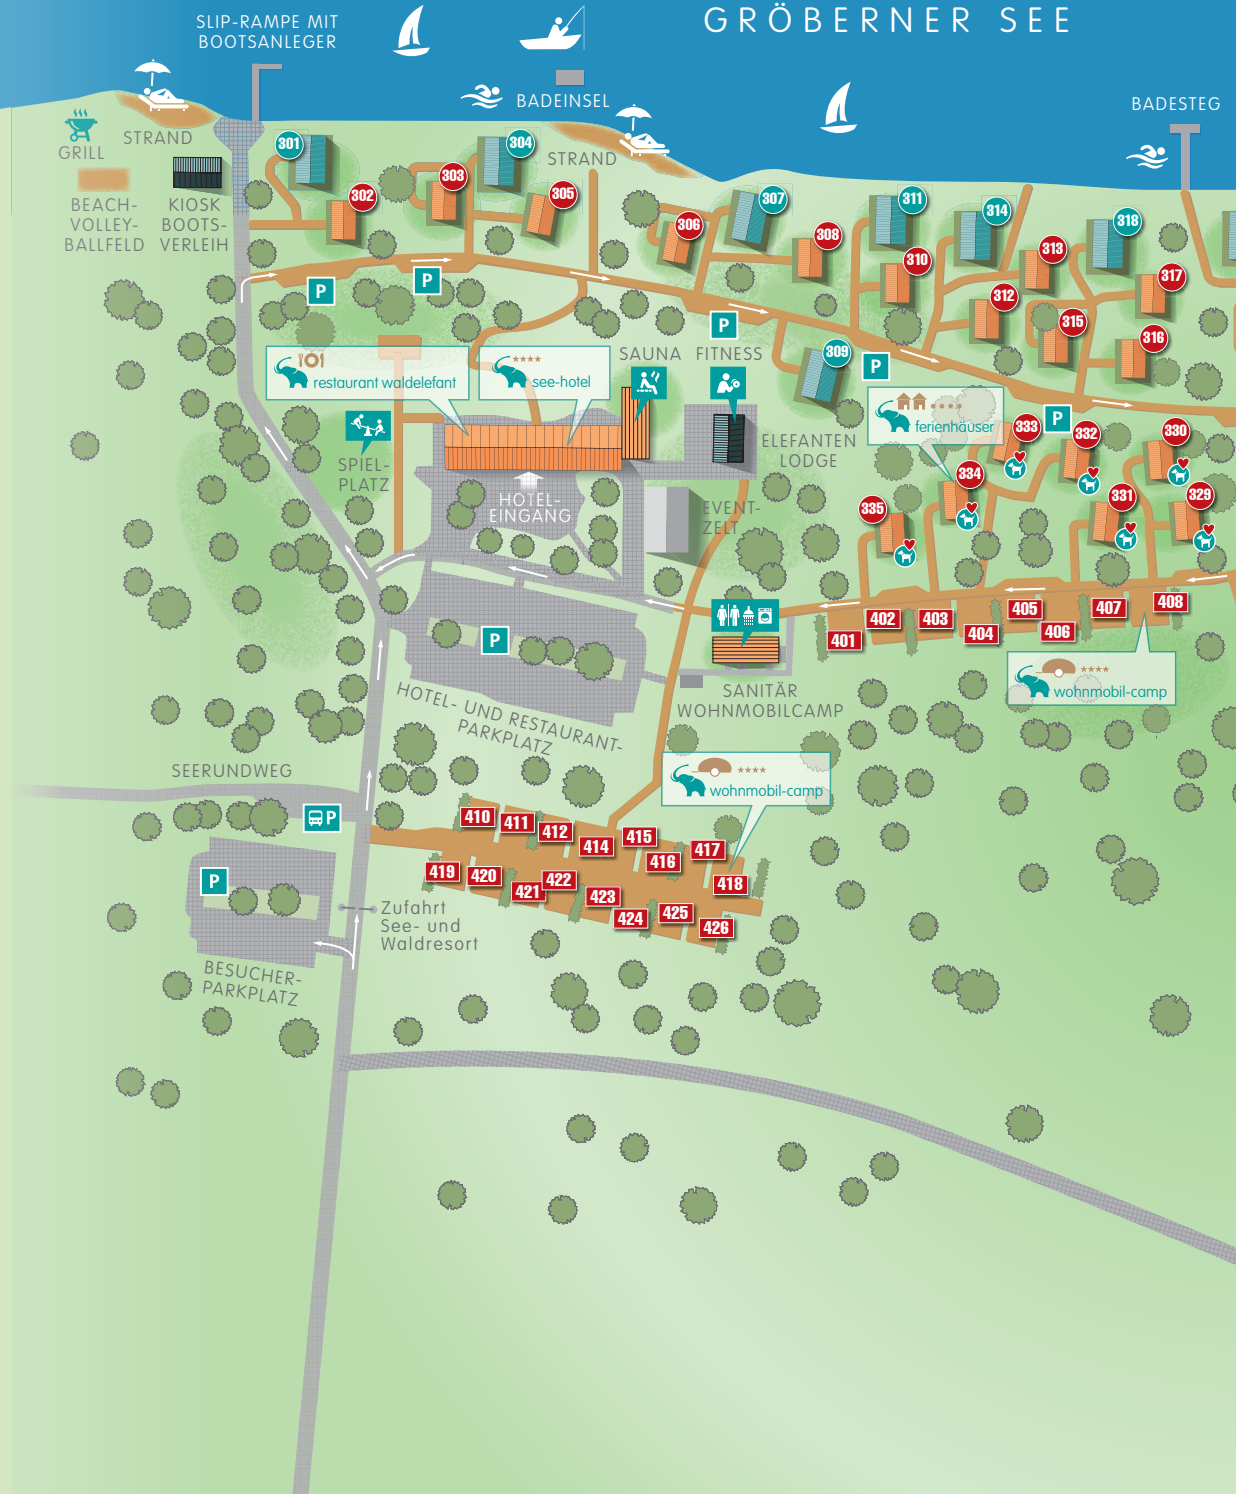 SLIP-RAMPE MIT
BOOTSANLEGER
GRÖBERNER SEE
BADEINSEL
BADESTEG
STRAND
GRILL
BEACH-
VOLLEY-
BALLFELD
KIOSK
BOOTS-
VERLEIH
STRAND
301
302
303
304
305
306
307
308
309
310
311
312
313
314
315
316
317
318
P
P
P
P
P
restaurant waldelefant
see-hotel
SAUNA
FITNESS
ferienhäuser
SPIEL-
PLATZ
HOTEL-
EINGANG
ELEFANTEN
LODGE
EVENT-
ZELT
329
330
331
332
333
334
335
401
402
403
404
405
406
407
408
wohnmobil-camp
P
SANITÄR
WOHNMOBILCAMP
HOTEL- UND RESTAURANT-
PARKPLATZ
SEERUNDWEG
P
wohnmobil-camp
410
411
412
414
415
416
417
418
419
420
421
422
423
424
425
426
P
Zufahrt
See- und
Waldresort
BESUCHER-
PARKPLATZ